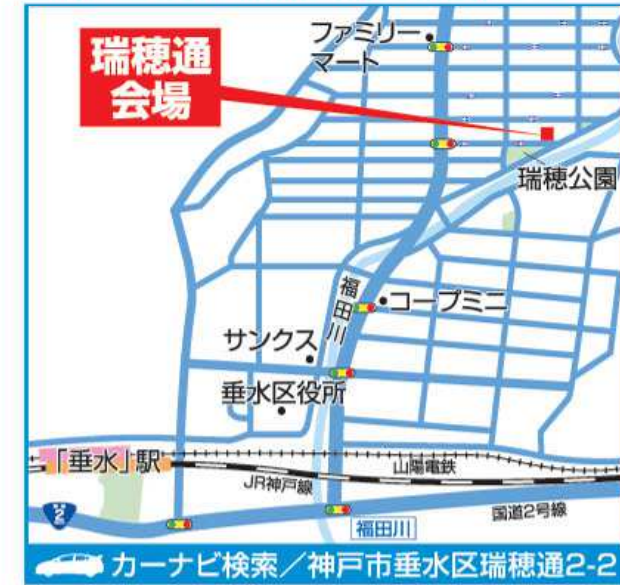 瑞穂通
会場
ファミリー
マート
瑞穂公園
福田川
コープミニ
サンクス
垂水区役所
「垂水」駅
山陽電鉄
JR神戸線
2
国道2号線
福田川
カーナビ検索／神戸市垂水区瑞穂通2-2